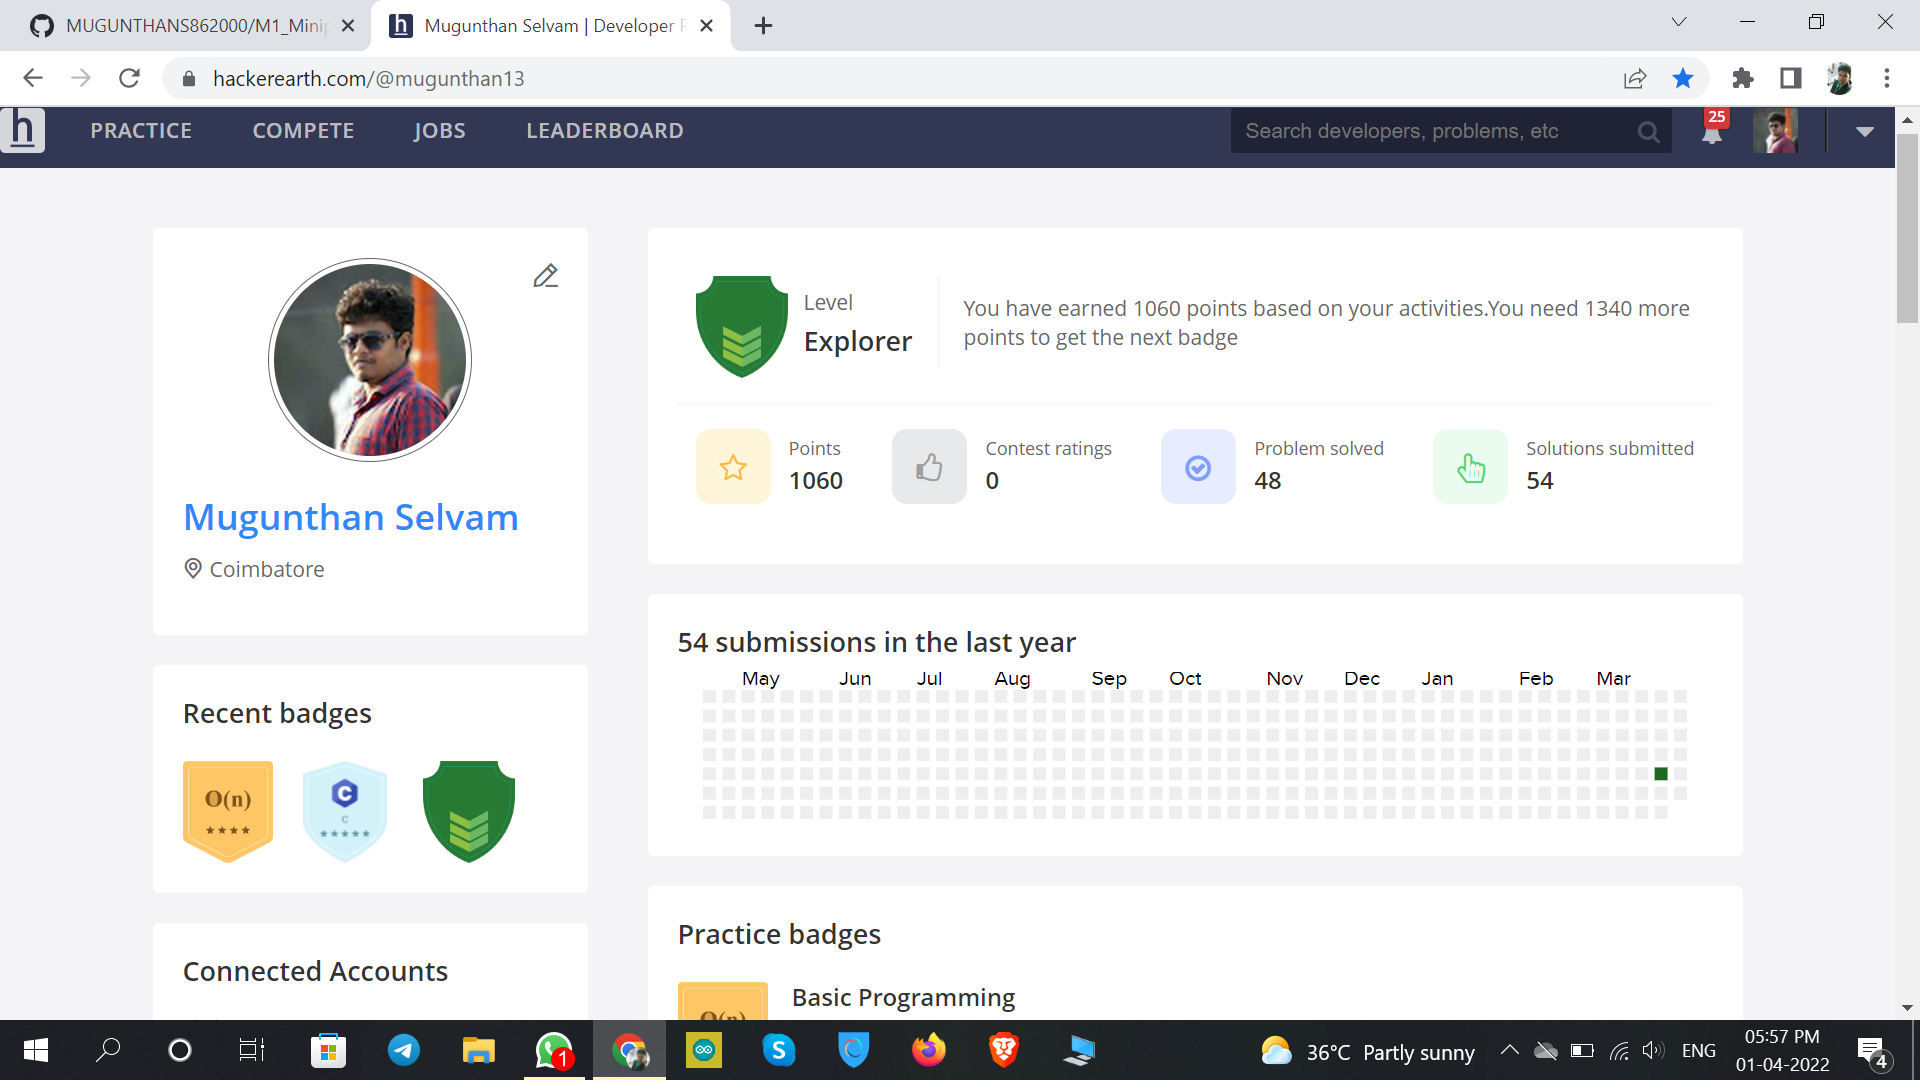 MUGUNTHANS862000/M1_Mini
Mugunthan Selvam | Developer P
hackerearth.com/@mugunthan13
h
PRACTICE COMPETE JOBS LEADERBOARD
Search developers, problems, etc
25
Level
Explorer
You have earned 1060 points based on your activities.You need 1340 more
points to get the next badge
Points
1060
Contest ratings
0
Problem solved
48
Solutions submitted
54
Mugunthan Selvam
Coimbatore
54 submissions in the last year
May Jun Jul Aug Sep Oct Nov Dec Jan Feb Mar
Recent badges
O(n)
C
C
Practice badges
Basic Programming
O(n)
Connected Accounts
1
S
36°C Partly sunny
ENG
05:57 PM
01-04-2022
4